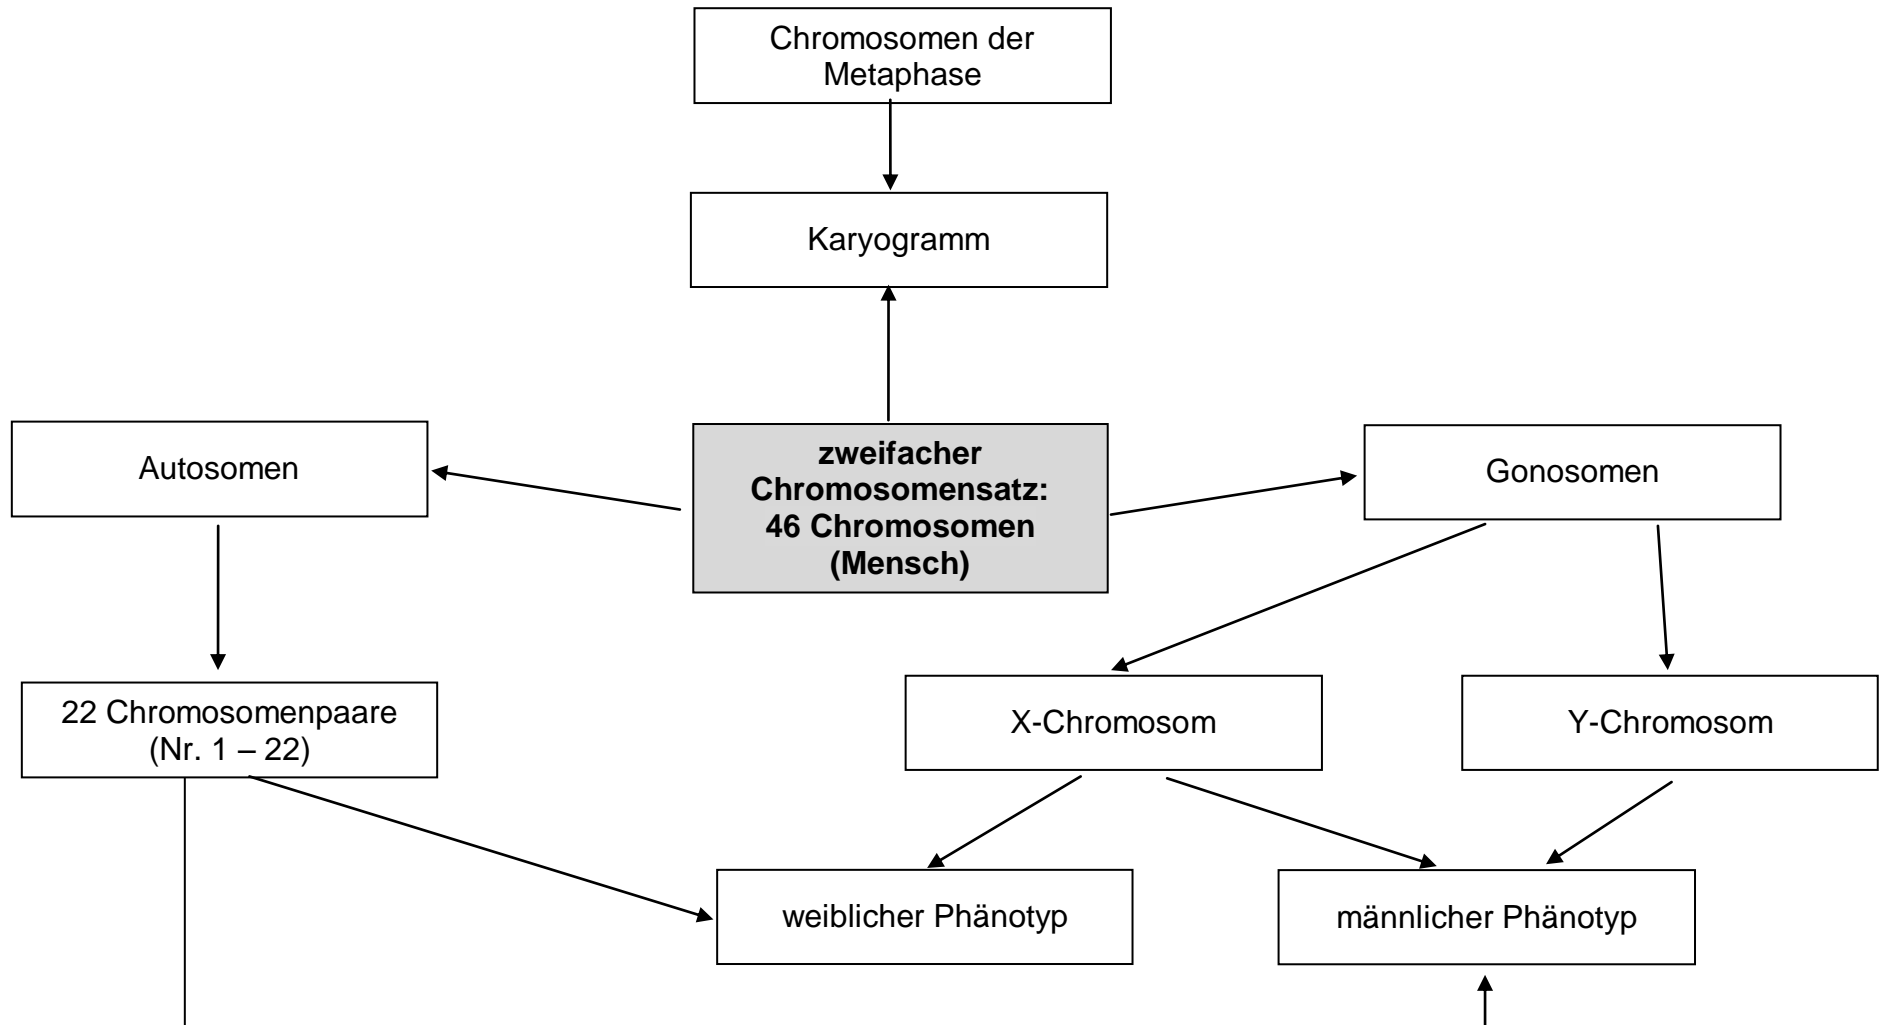 Chromosomen der
Metaphase
Karyogramm
Autosomen
zweifacher
Chromosomensatz:
46 Chromosomen
(Mensch)
Gonosomen
22 Chromosomenpaare
(Nr. 1 – 22)
X-Chromosom
Y-Chromosom
weiblicher Phänotyp
männlicher Phänotyp